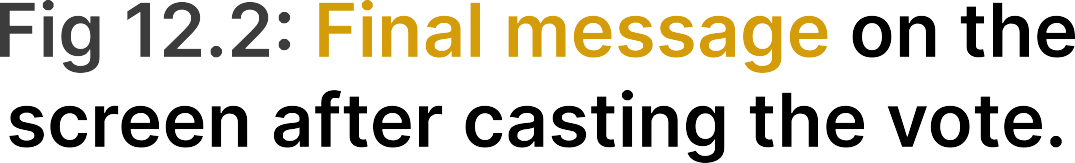 Fig 12.2: Final message on the
screen after casting the vote.